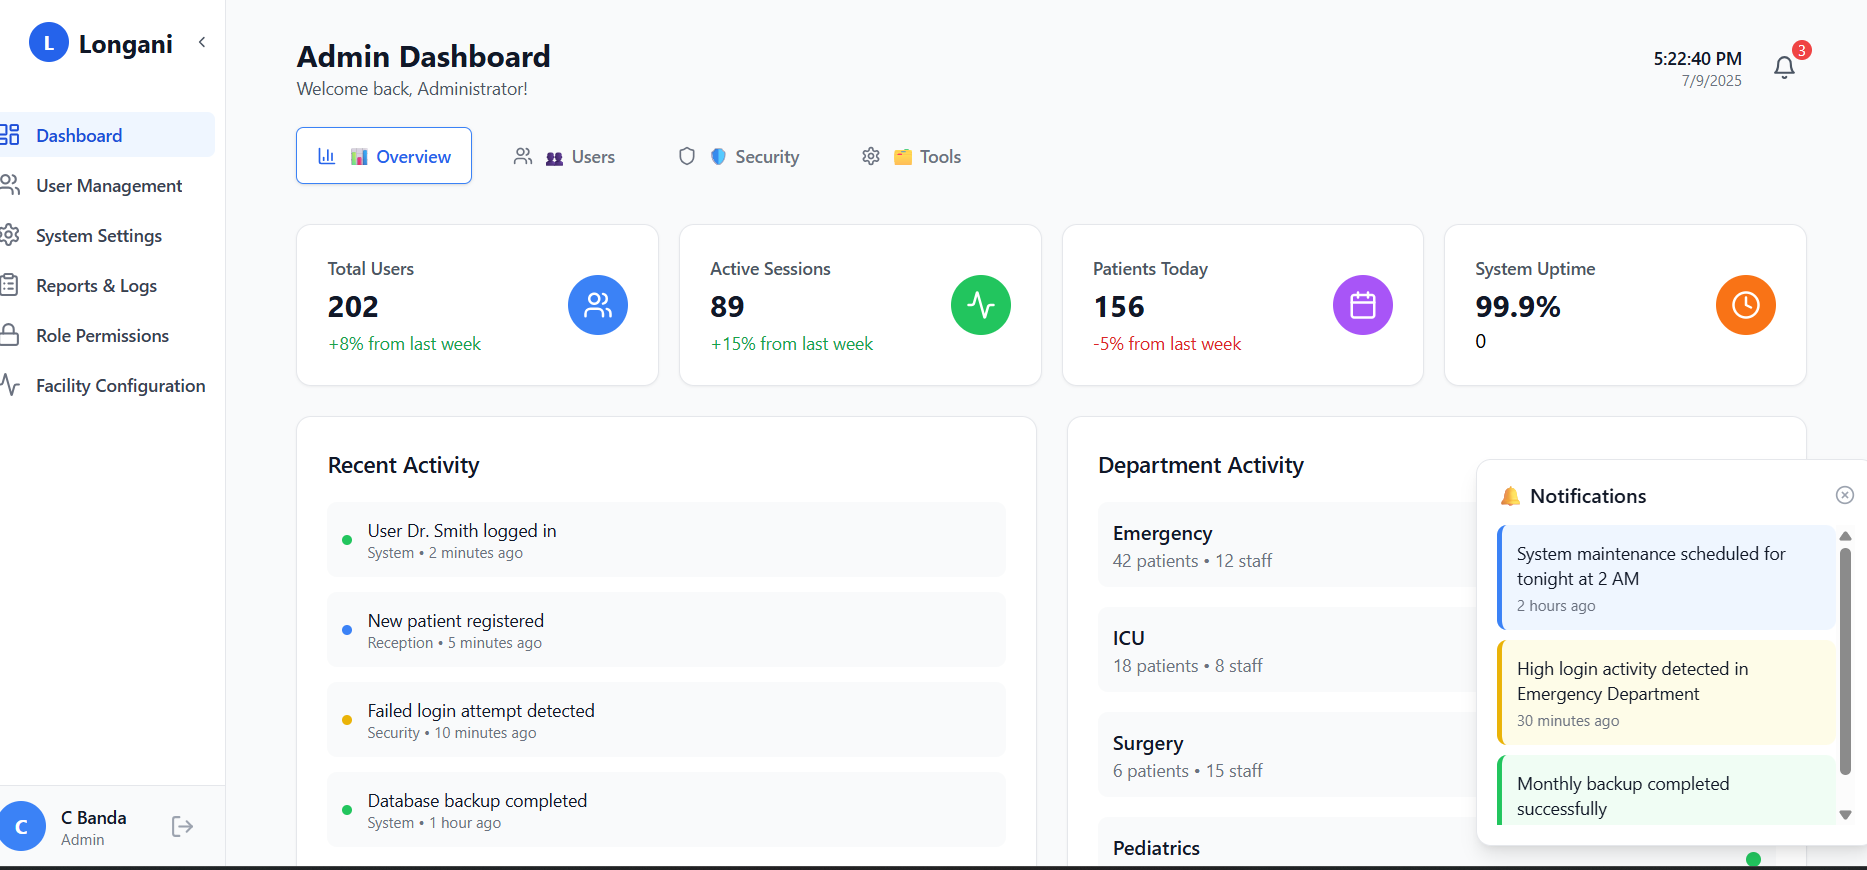 L Longani
Dashboard
User Management
System Settings
Reports & Logs
Role Permissions
Facility Configuration
C C Banda
Admin
Admin Dashboard
Welcome back, Administrator!
5:22:40 PM
7/9/2025
3
Overview
Users
Security
Tools
Total Users
202
+8% from last week
Active Sessions
89
+15% from last week
Patients Today
156
-5% from last week
System Uptime
99.9%
0
Recent Activity
User Dr. Smith logged in
System • 2 minutes ago
New patient registered
Reception • 5 minutes ago
Failed login attempt detected
Security • 10 minutes ago
Database backup completed
System • 1 hour ago
Department Activity
Emergency
42 patients • 12 staff
ICU
18 patients • 8 staff
Surgery
6 patients • 15 staff
Pediatrics
Notifications
System maintenance scheduled for
tonight at 2 AM
2 hours ago
High login activity detected in
Emergency Department
30 minutes ago
Monthly backup completed
successfully